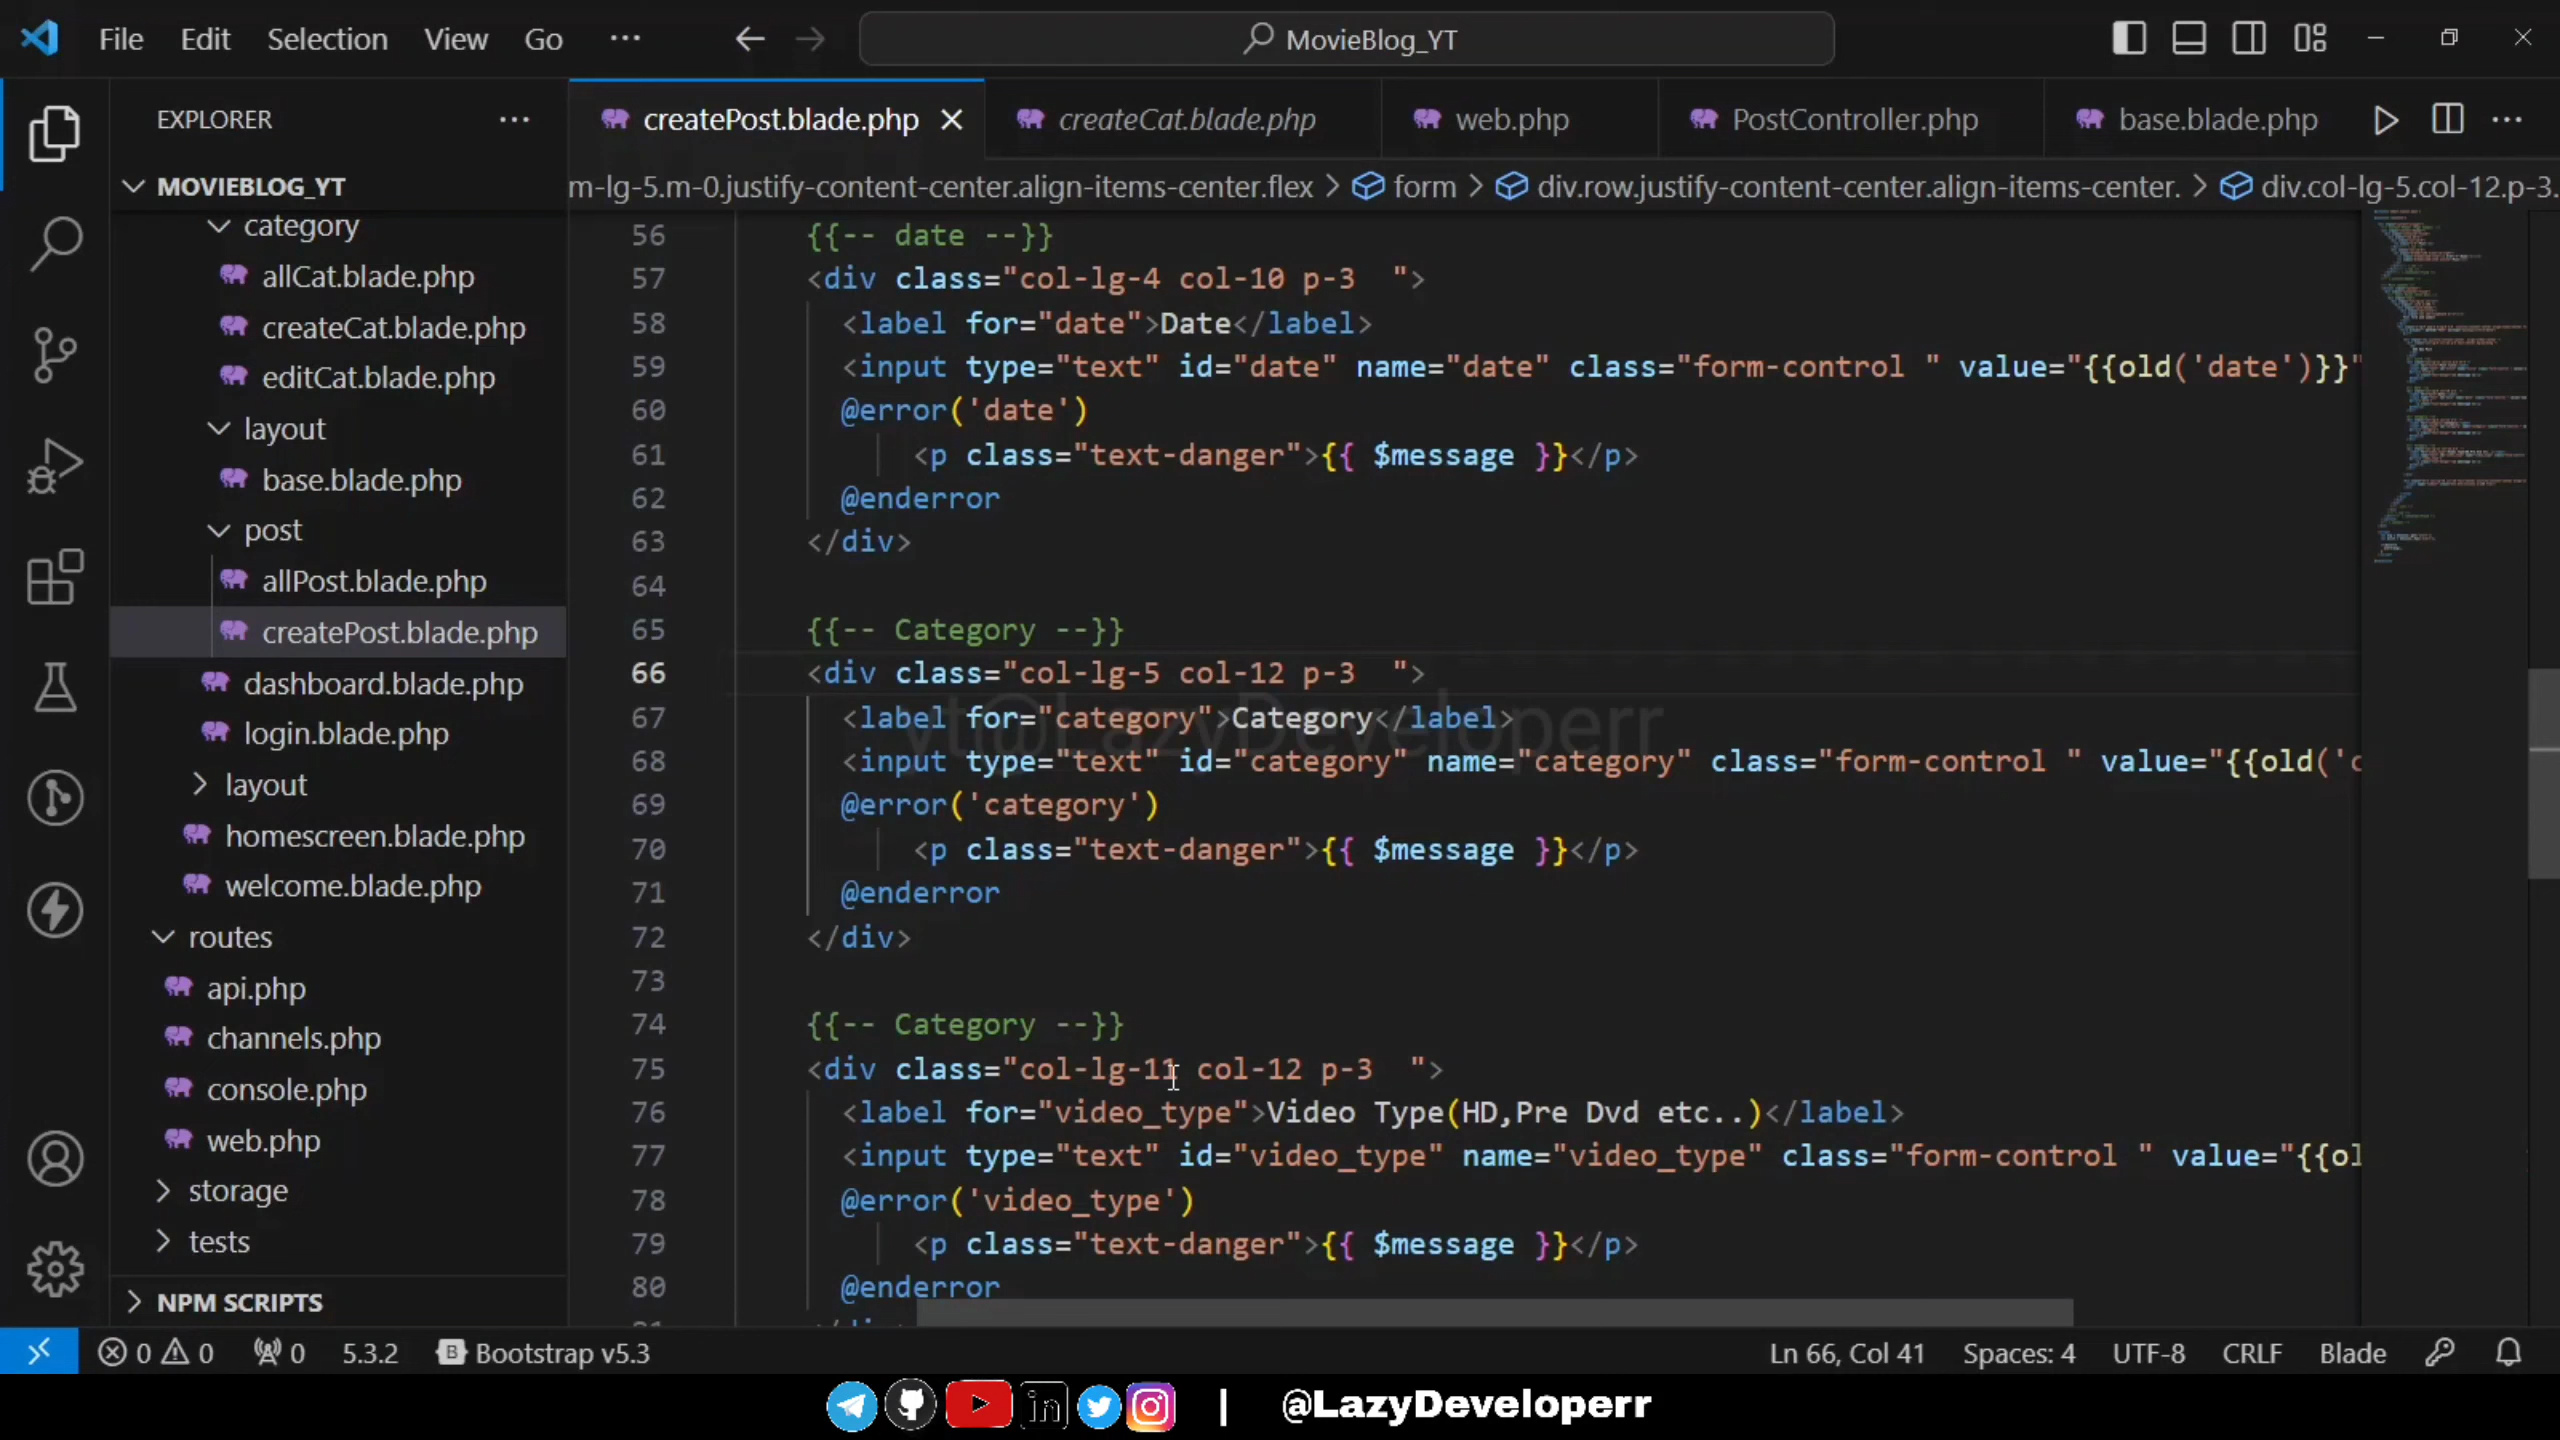 File Edit Selection View Go ··· MovieBlog_YT
EXPLORER ···
createPost.blade.php createCat.blade.php web.php PostController.php base.blade.php
MOVIEBLOG_YT
m-lg-5.m-0.justify-content-center.align-items-center.flex > form > div.row.justify-content-center.align-items-center. > div.col-lg-5.col-12.p-3.
category
allCat.blade.php
createCat.blade.php
editCat.blade.php
layout
base.blade.php
post
allPost.blade.php
createPost.blade.php
dashboard.blade.php
login.blade.php
layout
homescreen.blade.php
welcome.blade.php
routes
api.php
channels.php
console.php
web.php
storage
tests
NPM SCRIPTS
56 {{-- date --}}
57 <div class="col-lg-4 col-10 p-3  ">
58 <label for="date">Date</label>
59 <input type="text" id="date" name="date" class="form-control " value="{{old('date')}}"
60 @error('date')
61 <p class="text-danger">{{ $message }}</p>
62 @enderror
63 </div>
64
65 {{-- Category --}}
66 <div class="col-lg-5 col-12 p-3  ">
67 <label for="category">Category</label>
yt@LazyDeveloperr
68 <input type="text" id="category" name="category" class="form-control " value="{{old('c
69 @error('category')
70 <p class="text-danger">{{ $message }}</p>
71 @enderror
72 </div>
73
74 {{-- Category --}}
75 <div class="col-lg-11 col-12 p-3  ">
76 <label for="video_type">Video Type(HD,Pre Dvd etc..)</label>
77 <input type="text" id="video_type" name="video_type" class="form-control " value="{{ol
78 @error('video_type')
79 <p class="text-danger">{{ $message }}</p>
80 @enderror
0 0 0 5.3.2 B Bootstrap v5.3 Ln 66, Col 41 Spaces: 4 UTF-8 CRLF Blade
in | @LazyDeveloperr